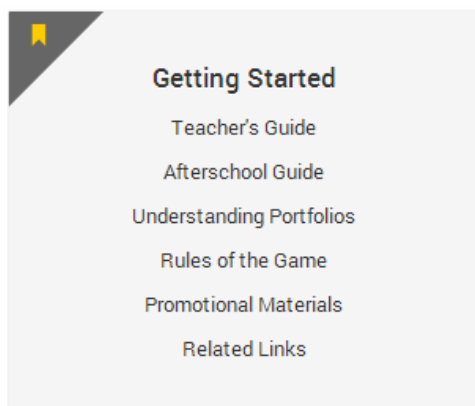 Getting Started
Teacher's Guide
Afterschool Guide
Understanding Portfolios
Rules of the Game
Promotional Materials
Related Links